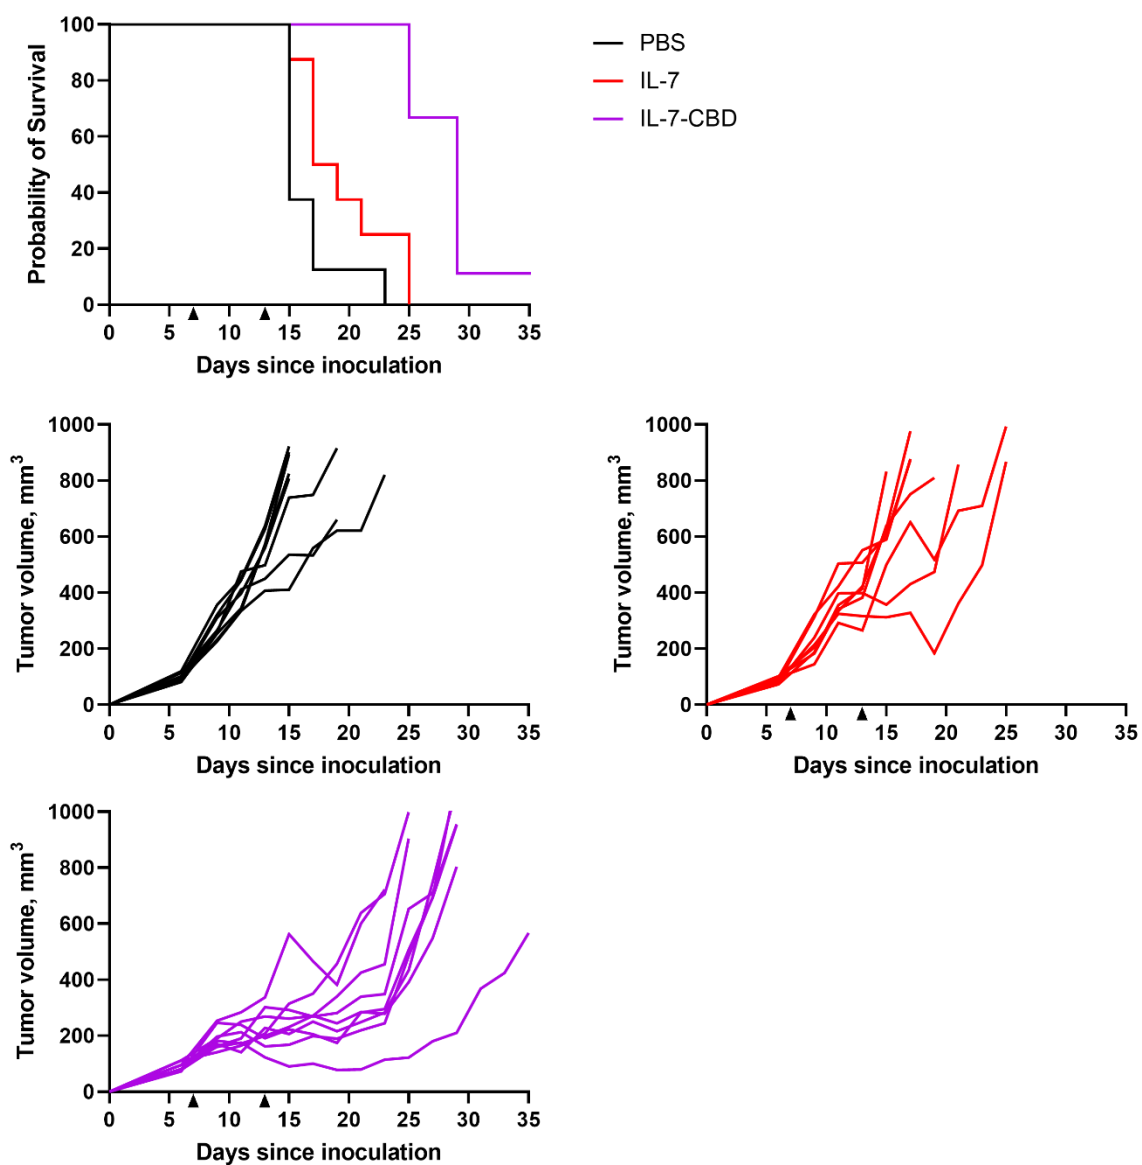 Probability of Survival
100
80
60
40
20
0
0 5 10 15 20 25 30 35
Days since inoculation
PBS
IL-7
IL-7-CBD
Tumor volume, mm³
1000
800
600
400
200
0
0 5 10 15 20 25 30 35
Days since inoculation
Tumor volume, mm³
1000
800
600
400
200
0
0 5 10 15 20 25 30 35
Days since inoculation
Tumor volume, mm³
1000
800
600
400
200
0
0 5 10 15 20 25 30 35
Days since inoculation